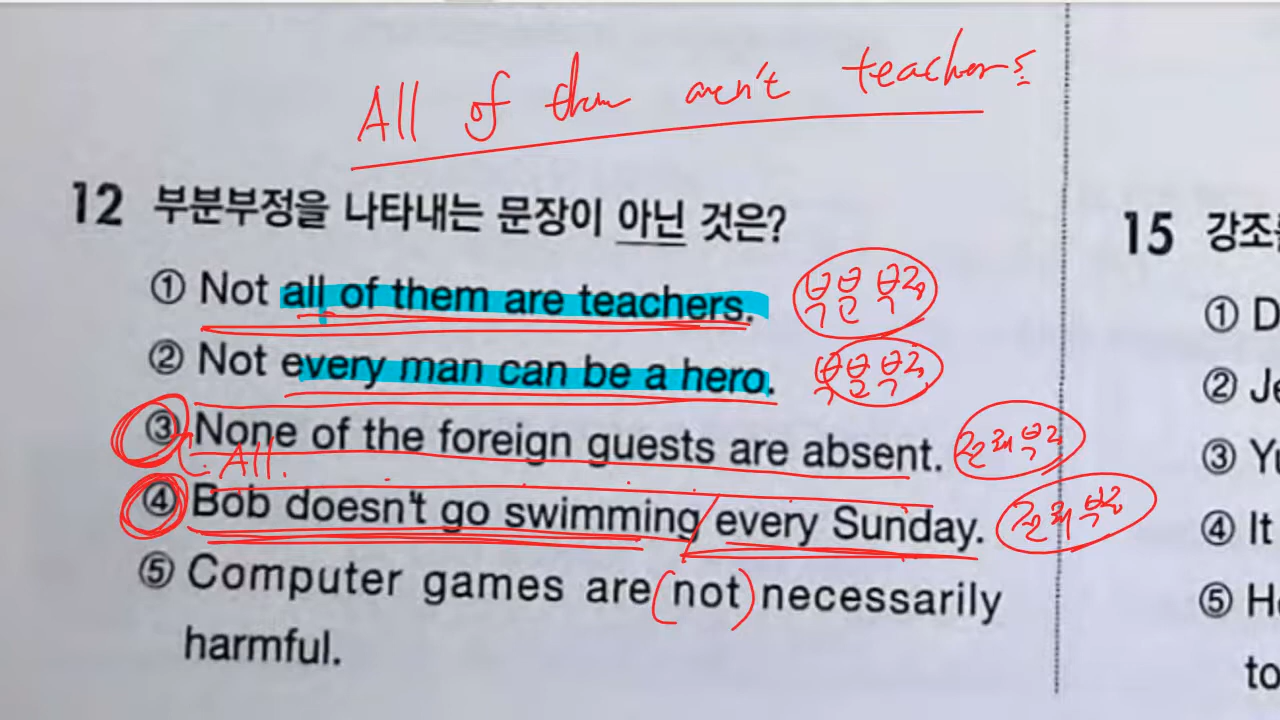 All of them aren't teachers
12 부분부정을 나타내는 문장이 아닌 것은?
① Not all of them are teachers. 부분 부정
② Not every man can be a hero. 부분부정
③ None of the foreign guests are absent. 전체부정
All.
④ Bob doesn't go swimming every Sunday. 전체부정
⑤ Computer games are (not) necessarily
harmful.
15 강조
① D
② Je
③ Yu
④ It
⑤ H
to